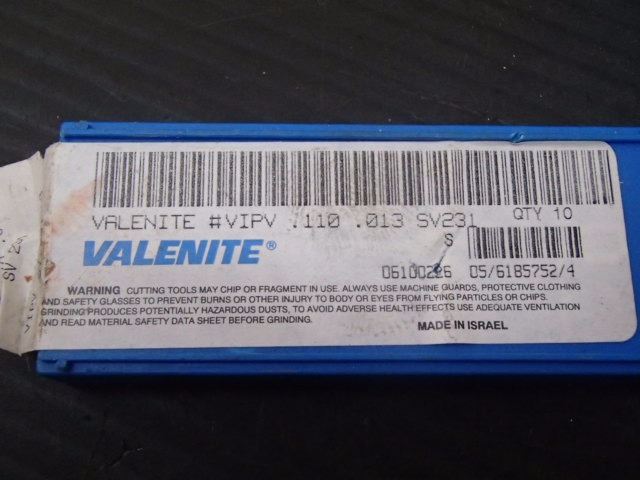 VALENITE #VIPV .110 .013 SV231 QTY 10
S
VALENITE®
06100226 05/6185752/4
WARNING CUTTING TOOLS MAY CHIP OR FRAGMENT IN USE. ALWAYS USE MACHINE GUARDS, PROTECTIVE CLOTHING
AND SAFETY GLASSES TO PREVENT BURNS OR OTHER INJURY TO BODY OR EYES FROM FLYING PARTICLES OR CHIPS.
GRINDING PRODUCES POTENTIALLY HAZARDOUS DUSTS, TO AVOID ADVERSE HEALTH EFFECTS USE ADEQUATE VENTILATION
AND READ MATERIAL SAFETY DATA SHEET BEFORE GRINDING.
MADE IN ISRAEL